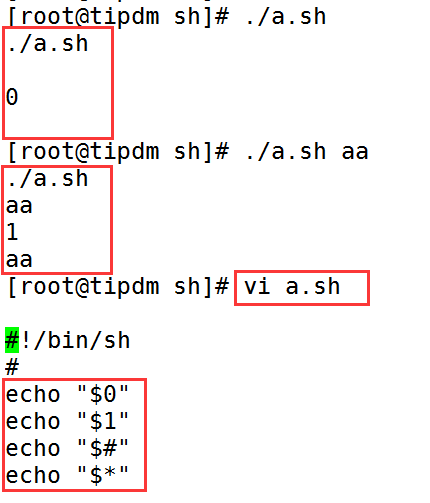 [root@tipdm sh]# ./a.sh
./a.sh
0
[root@tipdm sh]# ./a.sh aa
./a.sh
aa
1
aa
[root@tipdm sh]# vi a.sh
#!/bin/sh
#
echo "$0"
echo "$1"
echo "$#"
echo "$*"